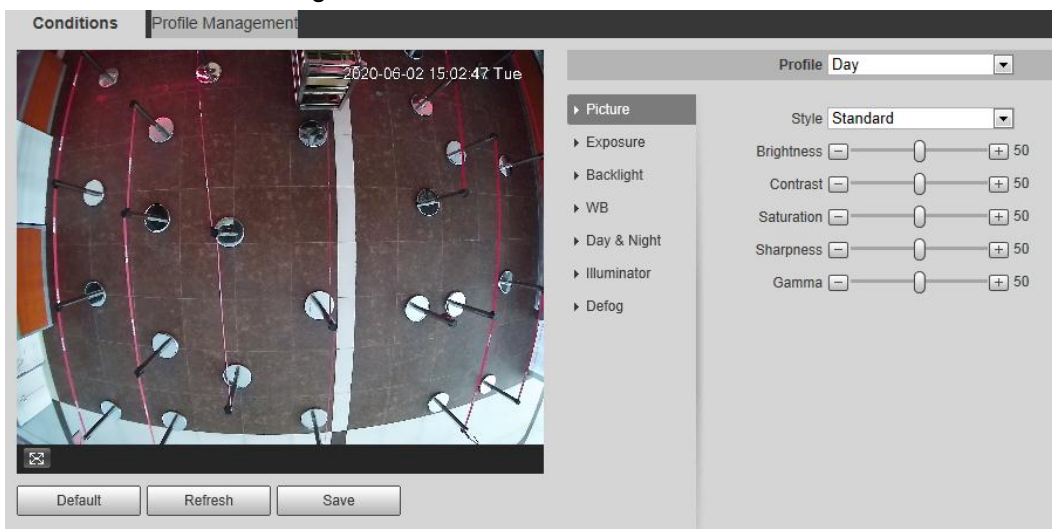 Conditions
Profile Management
2020-06-02 15:02:47 Tue
Profile Day
Picture
Exposure
Backlight
WB
Day & Night
Illuminator
Defog
Style Standard
Brightness 50
Contrast 50
Saturation 50
Sharpness 50
Gamma 50
Default Refresh Save